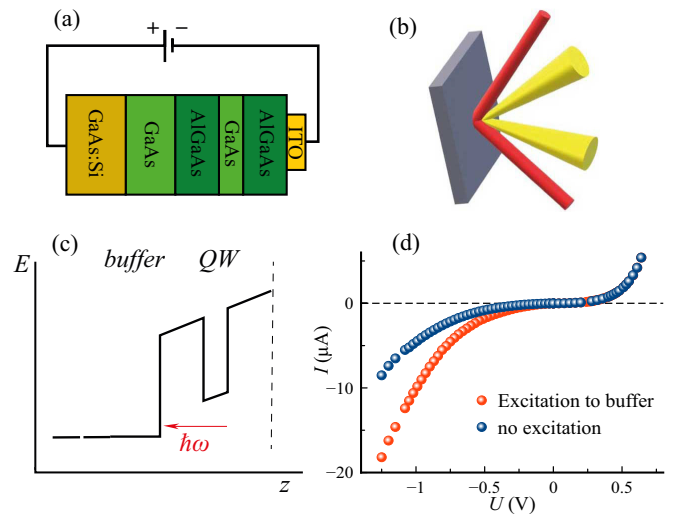 (a)
+ −
GaAs:Si
GaAs
AlGaAs
GaAs
AlGaAs
ITO
(b)
(c)
E
buffer
QW
ħω
z
(d)
I (μA)
0
−10
−20
Excitation to buffer
no excitation
−1
−0.5
0
0.5
U (V)